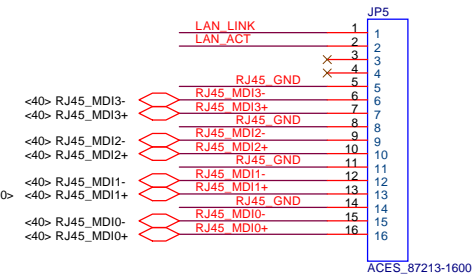 JP5
LAN_LINK 1 1
LAN_ACT 2 2
3 3
4 4
RJ45_GND 5 5
<40> RJ45_MDI3- RJ45_MDI3- 6 6
<40> RJ45_MDI3+ RJ45_MDI3+ 7 7
RJ45_GND 8 8
<40> RJ45_MDI2- RJ45_MDI2- 9 9
<40> RJ45_MDI2+ RJ45_MDI2+ 10 10
RJ45_GND 11 11
<40> RJ45_MDI1- RJ45_MDI1- 12 12
0> <40> RJ45_MDI1+ RJ45_MDI1+ 13 13
RJ45_GND 14 14
<40> RJ45_MDI0- RJ45_MDI0- 15 15
<40> RJ45_MDI0+ RJ45_MDI0+ 16 16
ACES_87213-1600